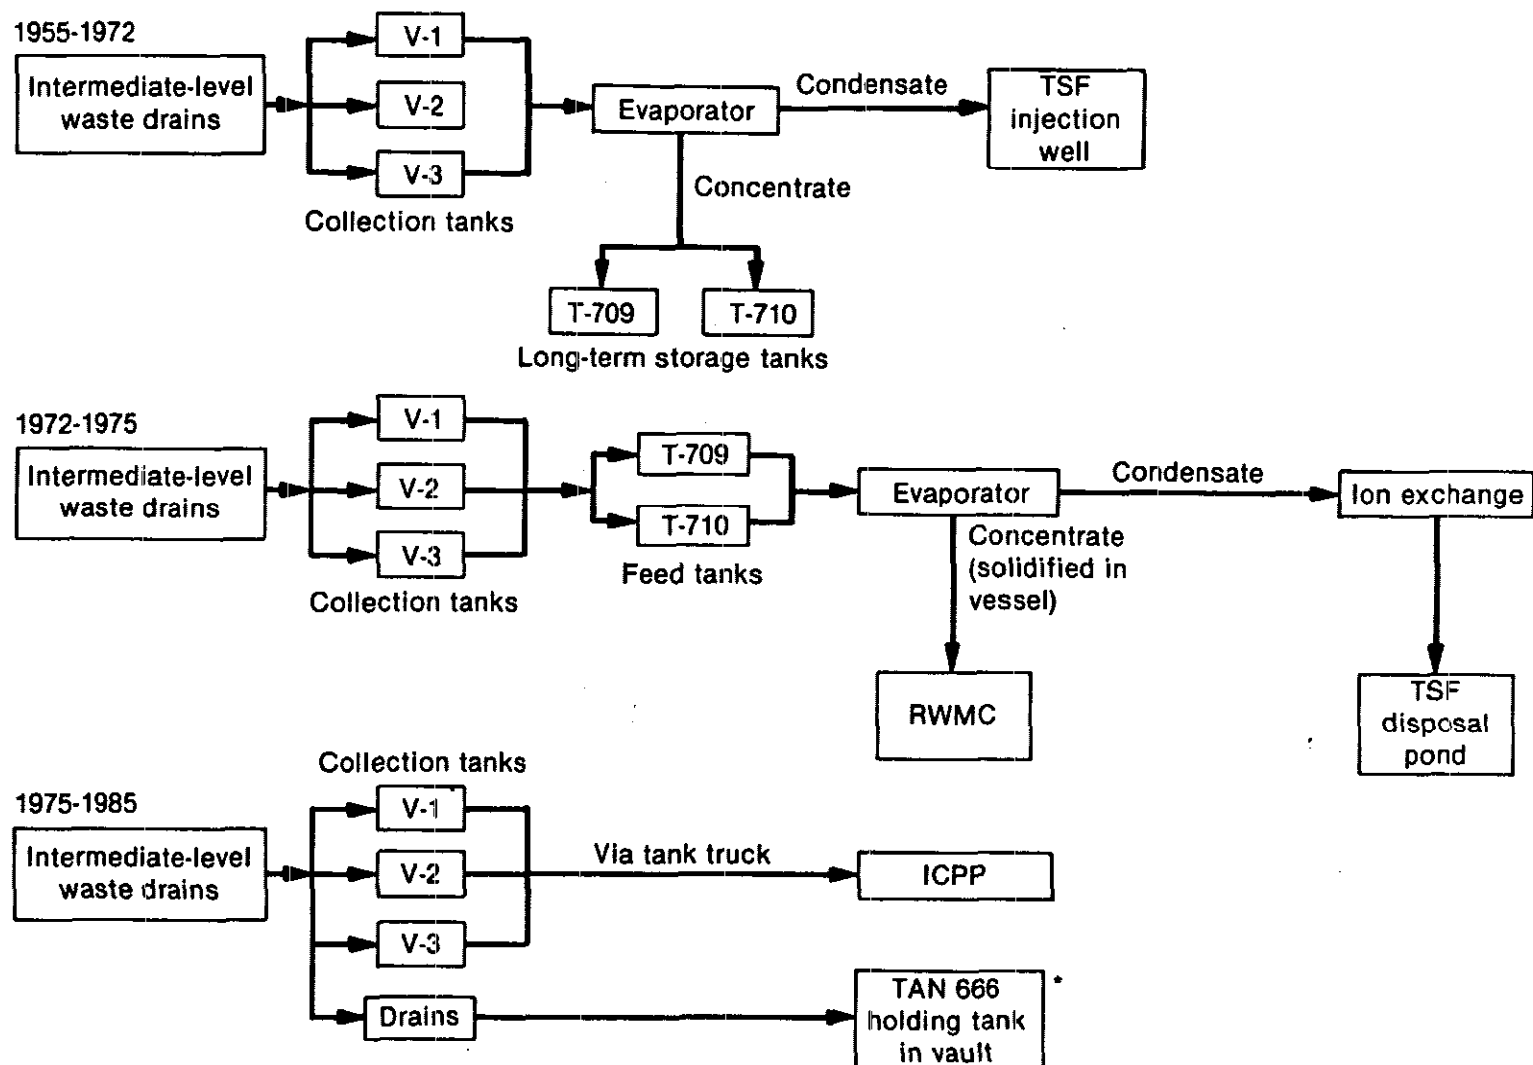 1955-1972
Intermediate-level
waste drains
V-1
V-2
V-3
Collection tanks
Evaporator
Condensate
TSF
injection
well
Concentrate
T-709
T-710
Long-term storage tanks
1972-1975
Intermediate-level
waste drains
V-1
V-2
V-3
Collection tanks
T-709
T-710
Feed tanks
Evaporator
Condensate
Ion exchange
Concentrate
(solidified in
vessel)
RWMC
TSF
disposal
pond
1975-1985
Intermediate-level
waste drains
Collection tanks
V-1
V-2
V-3
Drains
Via tank truck
ICPP
TAN 666 *
holding tank
in vault